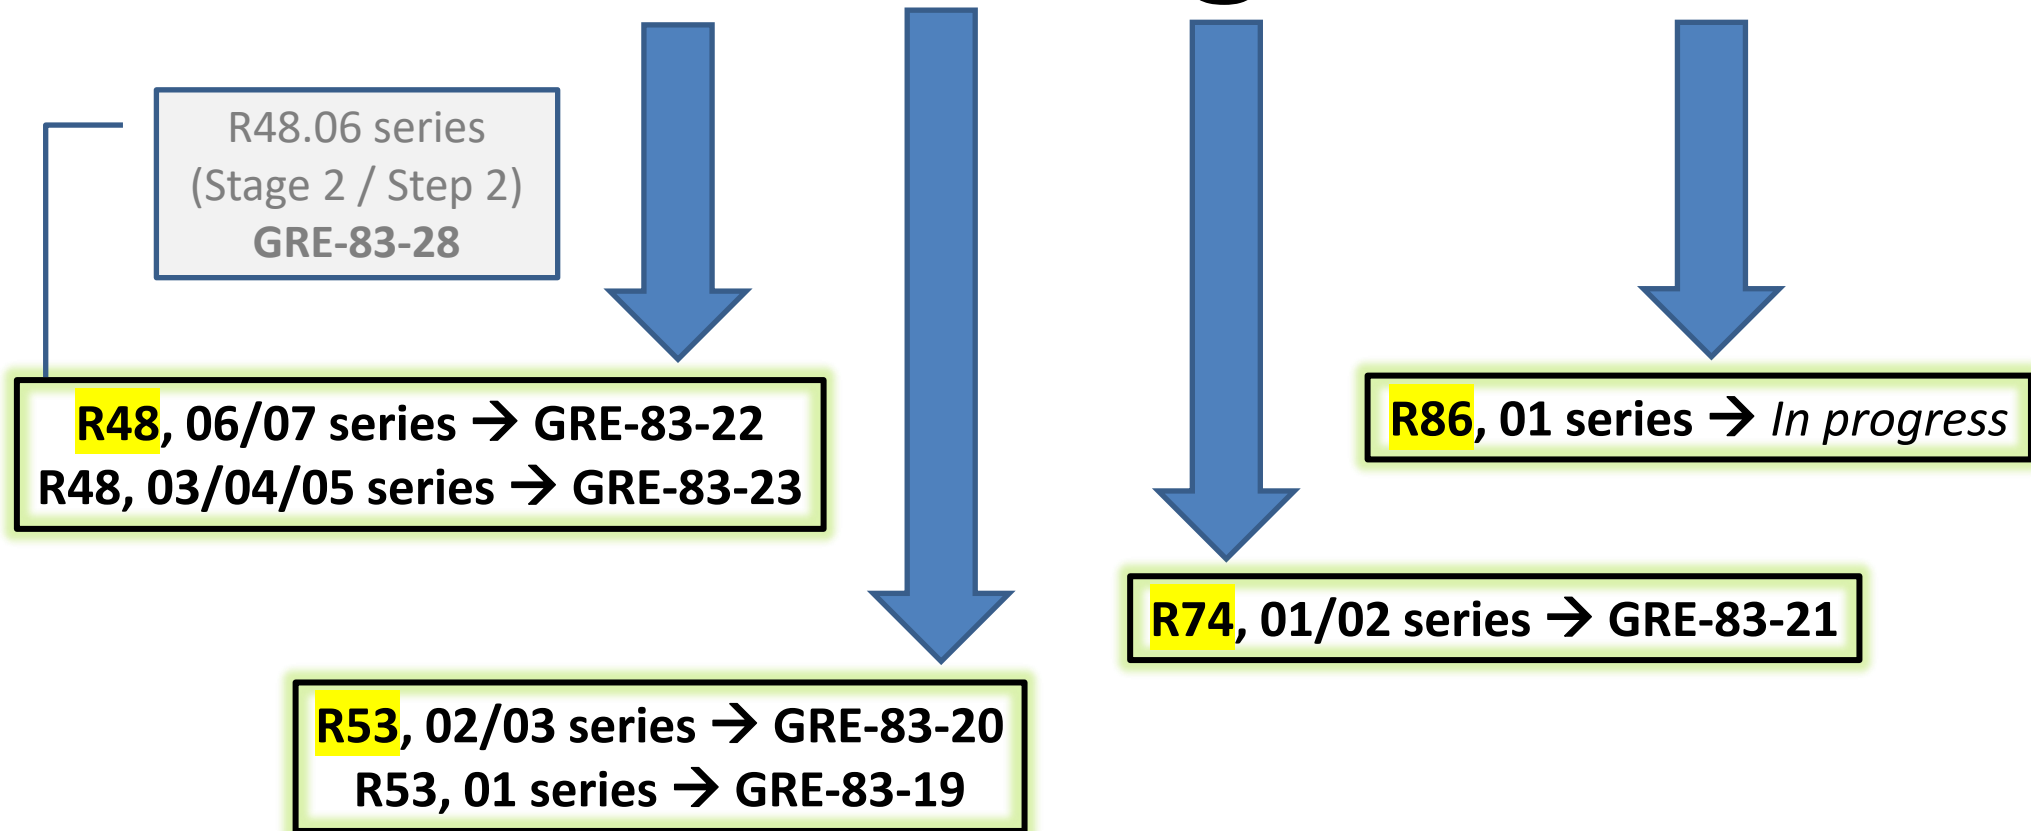 R48.06 series
(Stage 2 / Step 2)
GRE-83-28
R48, 06/07 series → GRE-83-22
R48, 03/04/05 series → GRE-83-23
R86, 01 series → In progress
R74, 01/02 series → GRE-83-21
R53, 02/03 series → GRE-83-20
R53, 01 series → GRE-83-19